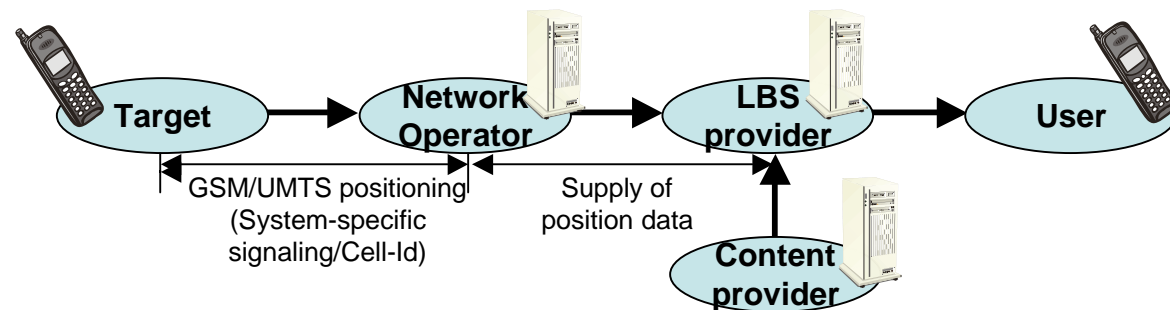 Target
Network
Operator
LBS
provider
User
GSM/UMTS positioning
(System-specific
signaling/Cell-Id)
Supply of
position data
Content
provider